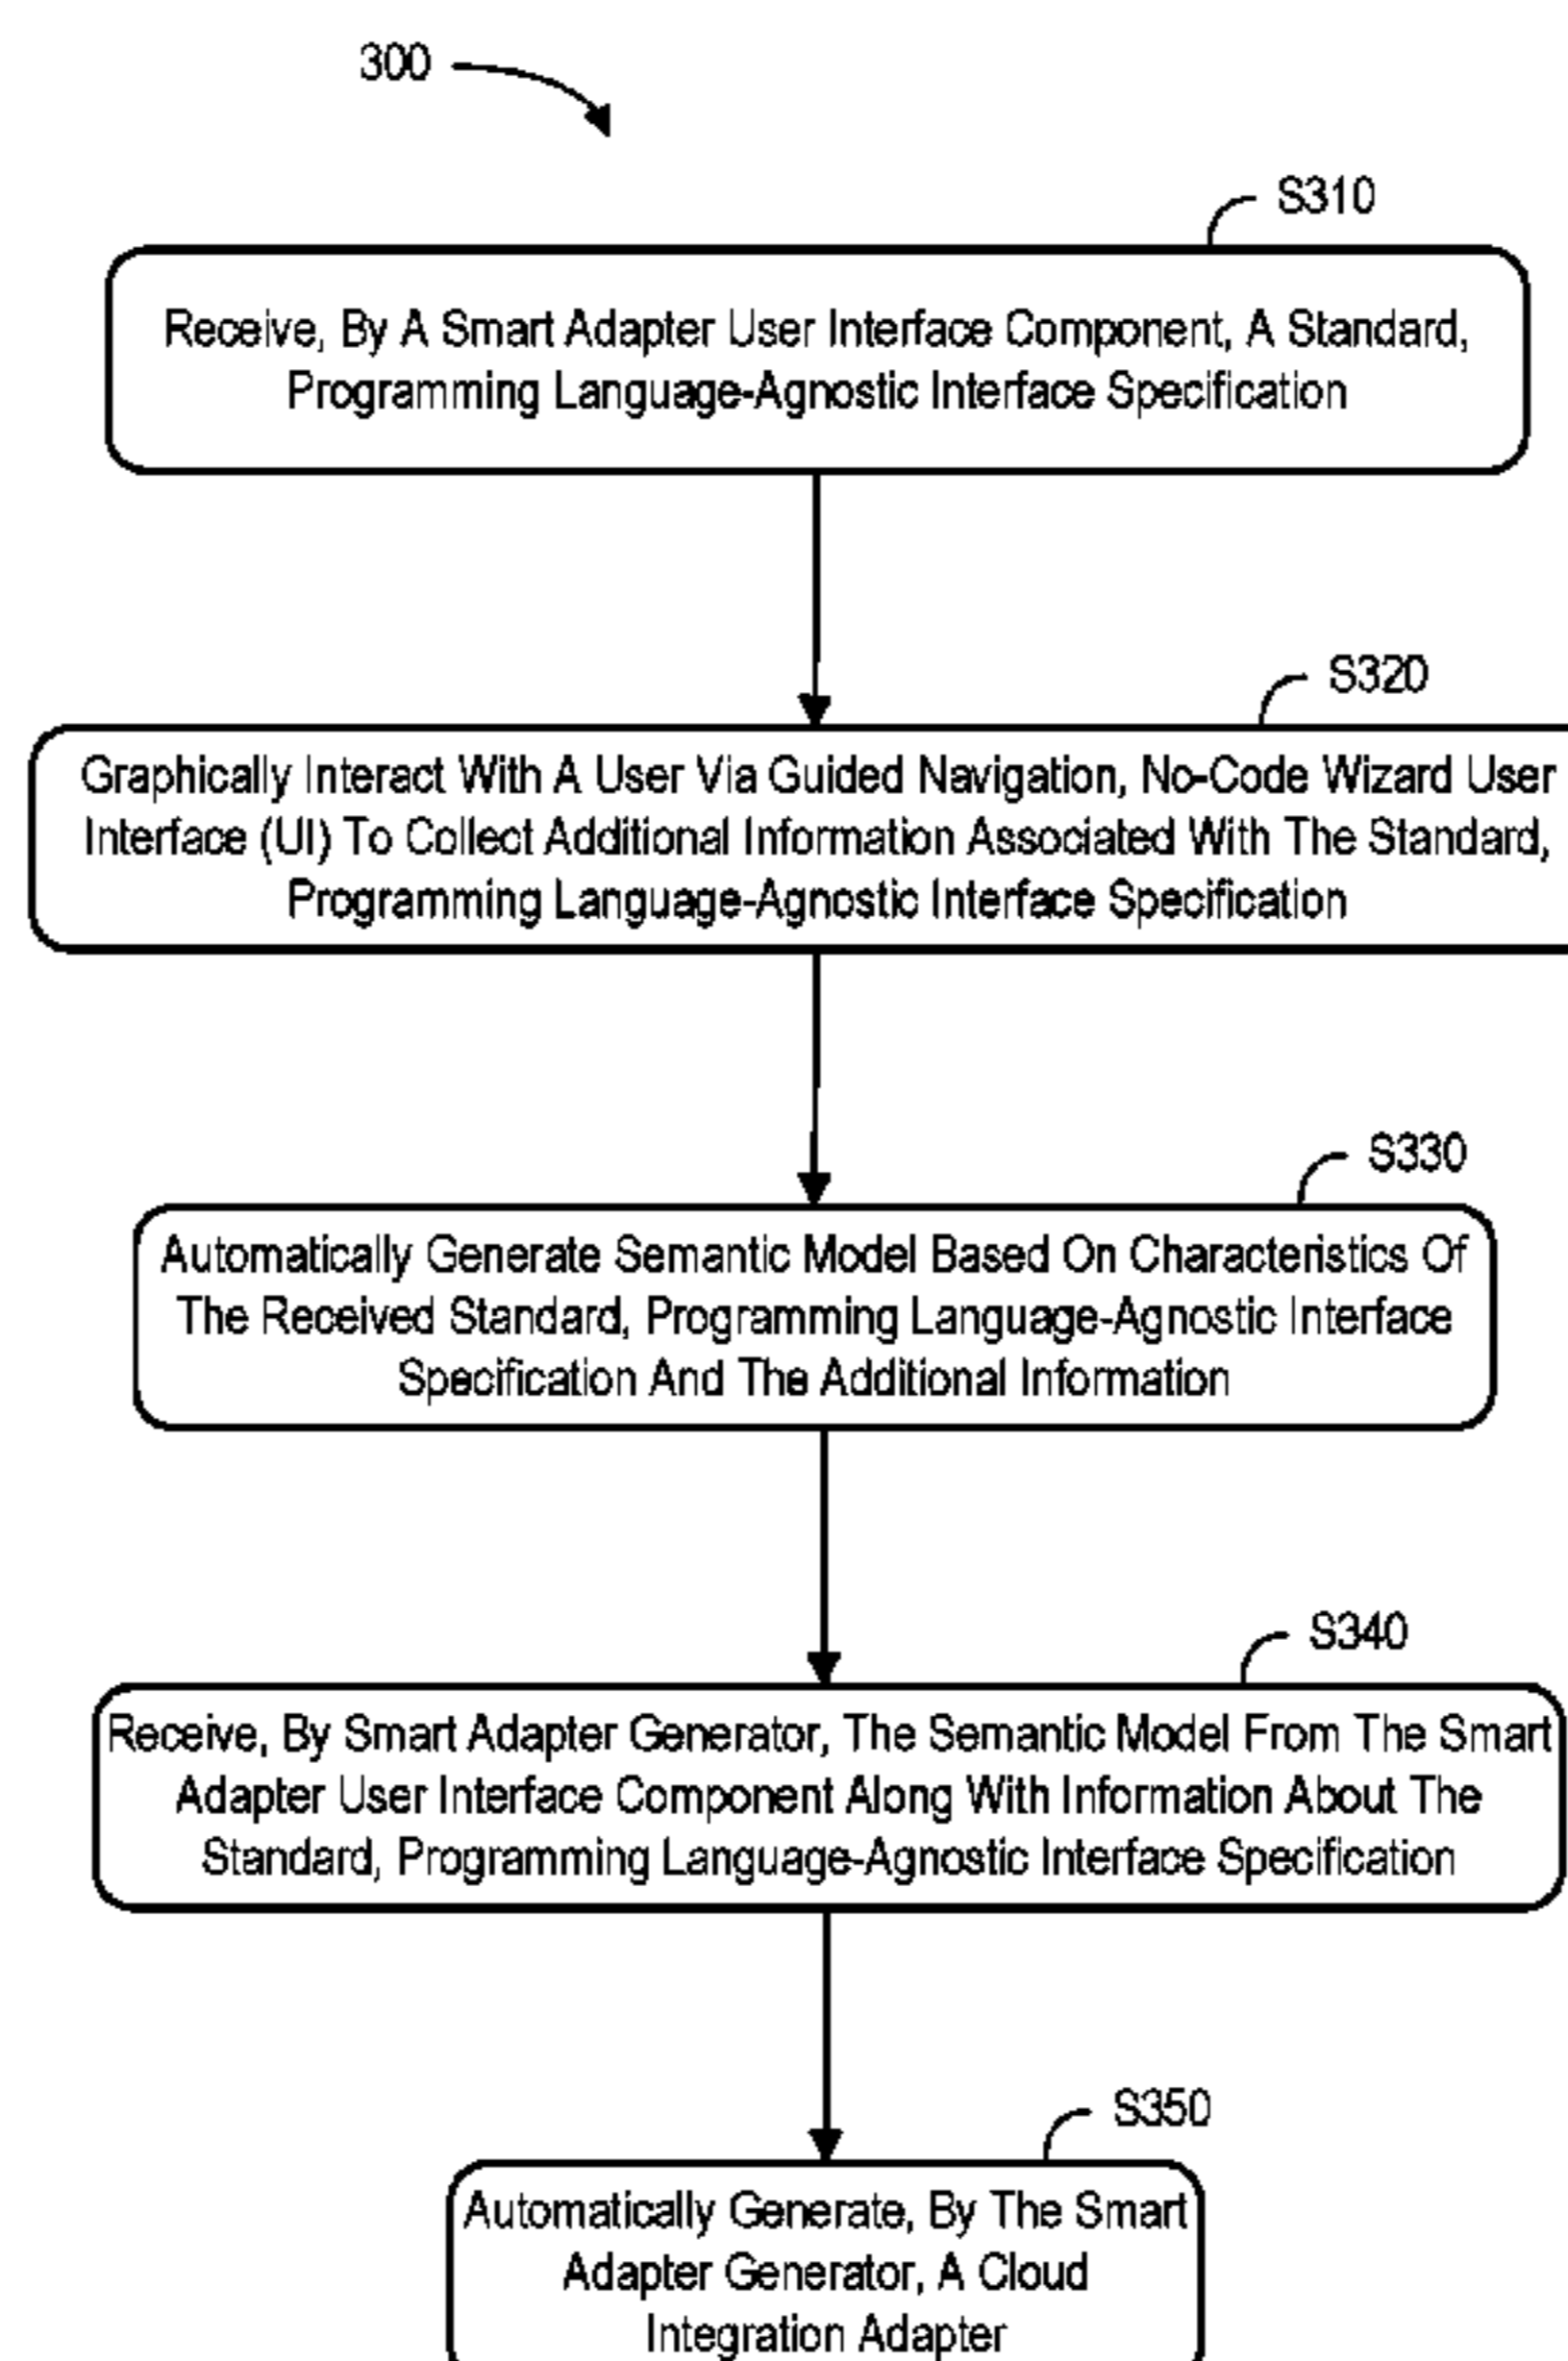 300
S310
Receive, By A Smart Adapter User Interface Component, A Standard,
Programming Language-Agnostic Interface Specification
S320
Graphically Interact With A User Via Guided Navigation, No-Code Wizard User
Interface (UI) To Collect Additional Information Associated With The Standard,
Programming Language-Agnostic Interface Specification
S330
Automatically Generate Semantic Model Based On Characteristics Of
The Received Standard, Programming Language-Agnostic Interface
Specification And The Additional Information
S340
Receive, By Smart Adapter Generator, The Semantic Model From The Smart
Adapter User Interface Component Along With Information About The
Standard, Programming Language-Agnostic Interface Specification
S350
Automatically Generate, By The Smart
Adapter Generator, A Cloud
Integration Adapter